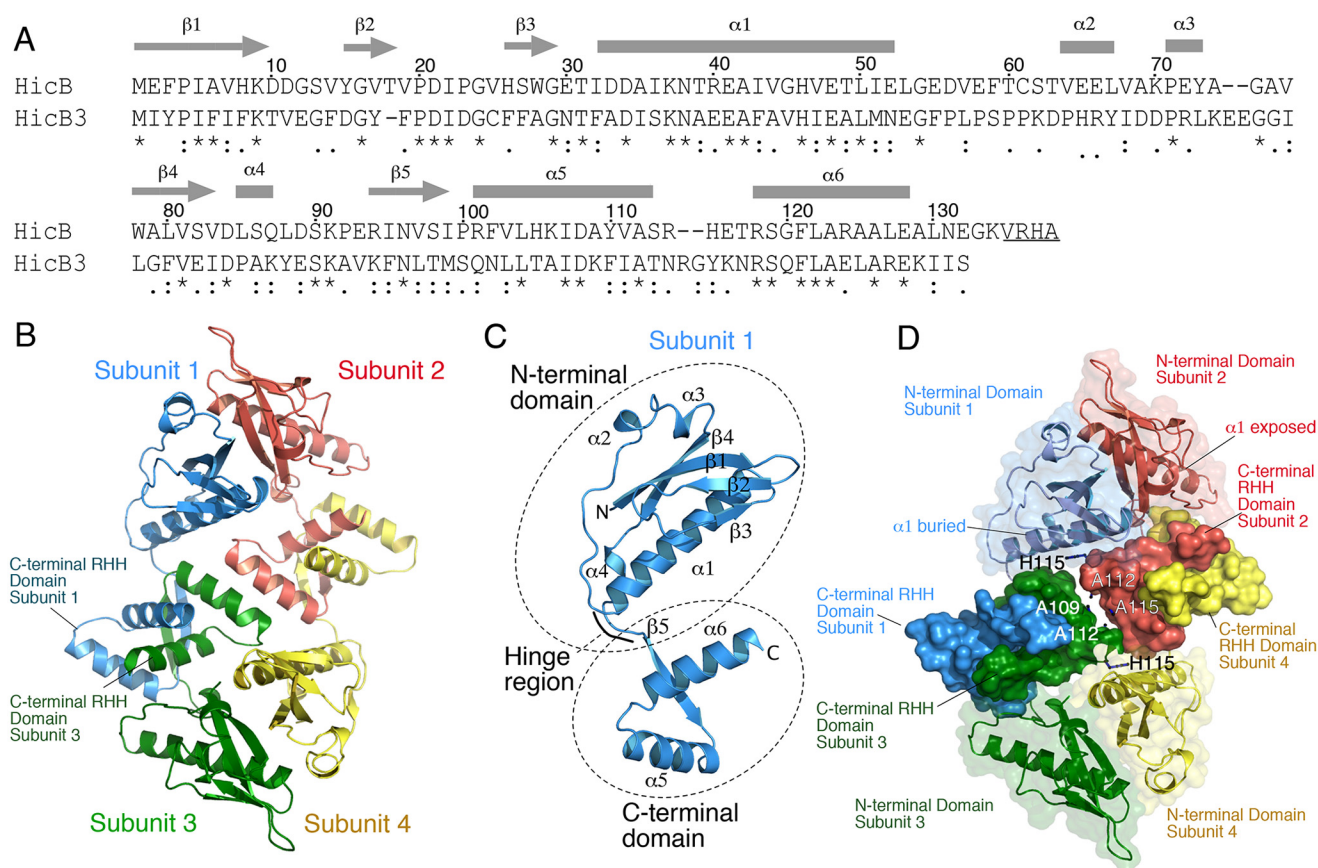 A
β1 β2 β3 α1 α2 α3
10 20 30 40 50 60 70
HicB MEFPIAVHKDDGSVYGVTVPDIPGVHSWGETIDDAIKNTREAIVGHVETLIELGEDVEFTCSTVEELVAKPEYA--GAV
HicB3 MIYPIFIFKTVEGFDGY-FPDIDGCFFAGNTFADISKNAEEAFAVHIEALMNEGFPLPSPPKDPHRYIDDPRLKEEGGI
β4 α4 β5 α5 α6
80 90 100 110 120 130
HicB WALVSVDLSQLDSKPERINVSIPRFVLHKIDAYVASR--HETRSGFLARAALEALNEGKVRHA
HicB3 LGFVEIDPAKYESKAVKFNLTMSQNLLTAIDKFIATNRGYKNRSQFLAELAREKIIS
B
Subunit 1
Subunit 2
C-terminal RHH
Domain
Subunit 1
C-terminal RHH
Domain
Subunit 3
Subunit 3
Subunit 4
C
Subunit 1
N-terminal
domain
α3
α2
β4
β1
β2
N
β3
α4
α1
β5
α6
C
Hinge
region
α5
C-terminal
domain
D
N-terminal Domain
Subunit 2
N-terminal Domain
Subunit 1
α1 exposed
C-terminal
RHH
Domain
Subunit 2
α1 buried
H115
A112
A109
A115
A112
H115
C-terminal RHH
Domain
Subunit 1
C-terminal
RHH Domain
Subunit 4
C-terminal RHH
Domain
Subunit 3
N-terminal Domain
Subunit 3
N-terminal Domain
Subunit 4